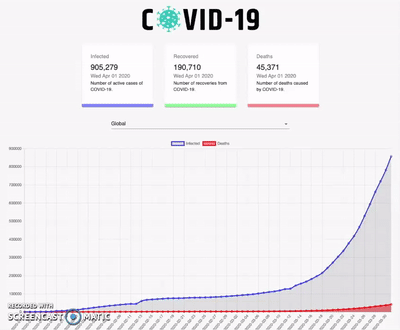 COVID-19
Infected
905,279
Wed Apr 01 2020
Number of active cases of
COVID-19.
Recovered
190,710
Wed Apr 01 2020
Number of recoveries from
COVID-19.
Deaths
45,371
Wed Apr 01 2020
Number of deaths caused
by COVID-19.
Global
Infected
Deaths
900000
800000
700000
600000
500000
400000
300000
200000
100000
RECORDED WITH
SCREENCAST MATIC